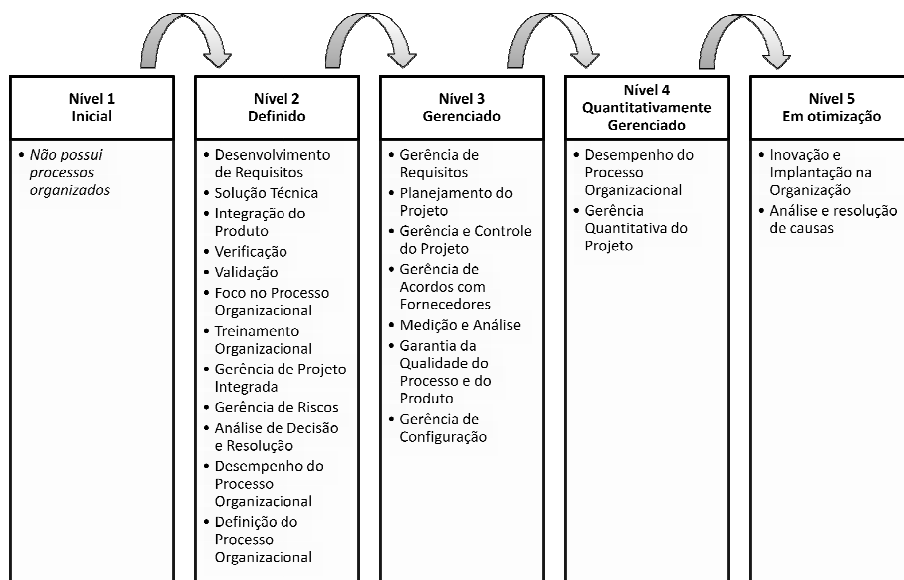 Nível 1
Inicial
• Não possui
processos
organizados
Nível 2
Definido
• Desenvolvimento
de Requisitos
• Solução Técnica
• Integração do
Produto
• Verificação
• Validação
• Foco no Processo
Organizacional
• Treinamento
Organizacional
• Gerência de Projeto
Integrada
• Gerência de Riscos
• Análise de Decisão
e Resolução
• Desempenho do
Processo
Organizacional
• Definição do
Processo
Organizacional
Nível 3
Gerenciado
• Gerência de
Requisitos
• Planejamento do
Projeto
• Gerência e Controle
do Projeto
• Gerência de
Acordos com
Fornecedores
• Medição e Análise
• Garantia da
Qualidade do
Processo e do
Produto
• Gerência de
Configuração
Nível 4
Quantitativamente
Gerenciado
• Desempenho do
Processo
Organizacional
• Gerência
Quantitativa do
Projeto
Nível 5
Em otimização
• Inovação e
Implantação na
Organização
• Análise e resolução
de causas